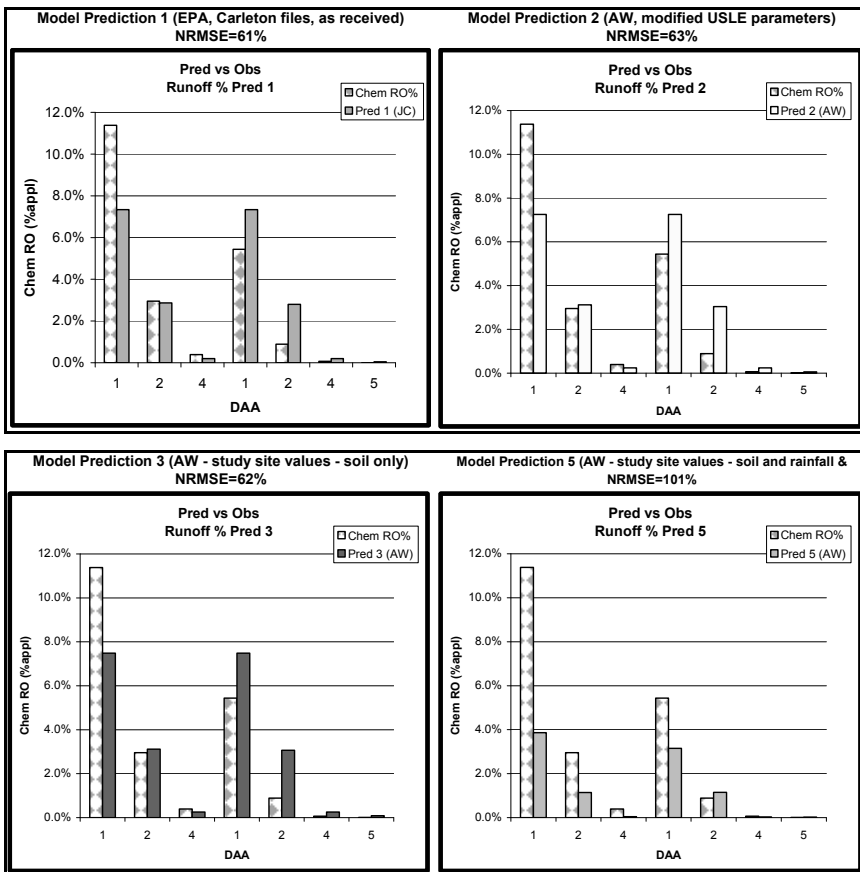 Model Prediction 1 (EPA, Carleton files, as received)
NRMSE=61%
Pred vs Obs
Runoff % Pred 1
Chem RO%
Pred 1 (JC)
12.0%
10.0%
8.0%
6.0%
4.0%
2.0%
0.0%
Chem RO (%appl)
1 2 4 1 2 4 5
DAA
Model Prediction 2 (AW, modified USLE parameters)
NRMSE=63%
Pred vs Obs
Runoff % Pred 2
Chem RO%
Pred 2 (AW)
12.0%
10.0%
8.0%
6.0%
4.0%
2.0%
0.0%
Chem RO (%appl)
1 2 4 1 2 4 5
DAA
Model Prediction 3 (AW - study site values - soil only)
NRMSE=62%
Pred vs Obs
Runoff % Pred 3
Chem RO%
Pred 3 (AW)
12.0%
10.0%
8.0%
6.0%
4.0%
2.0%
0.0%
Chem RO (%appl)
1 2 4 1 2 4 5
DAA
Model Prediction 5 (AW - study site values - soil and rainfall &
NRMSE=101%
Pred vs Obs
Runoff % Pred 5
Chem RO%
Pred 5 (AW)
12.0%
10.0%
8.0%
6.0%
4.0%
2.0%
0.0%
Chem RO (%appl)
1 2 4 1 2 4 5
DAA